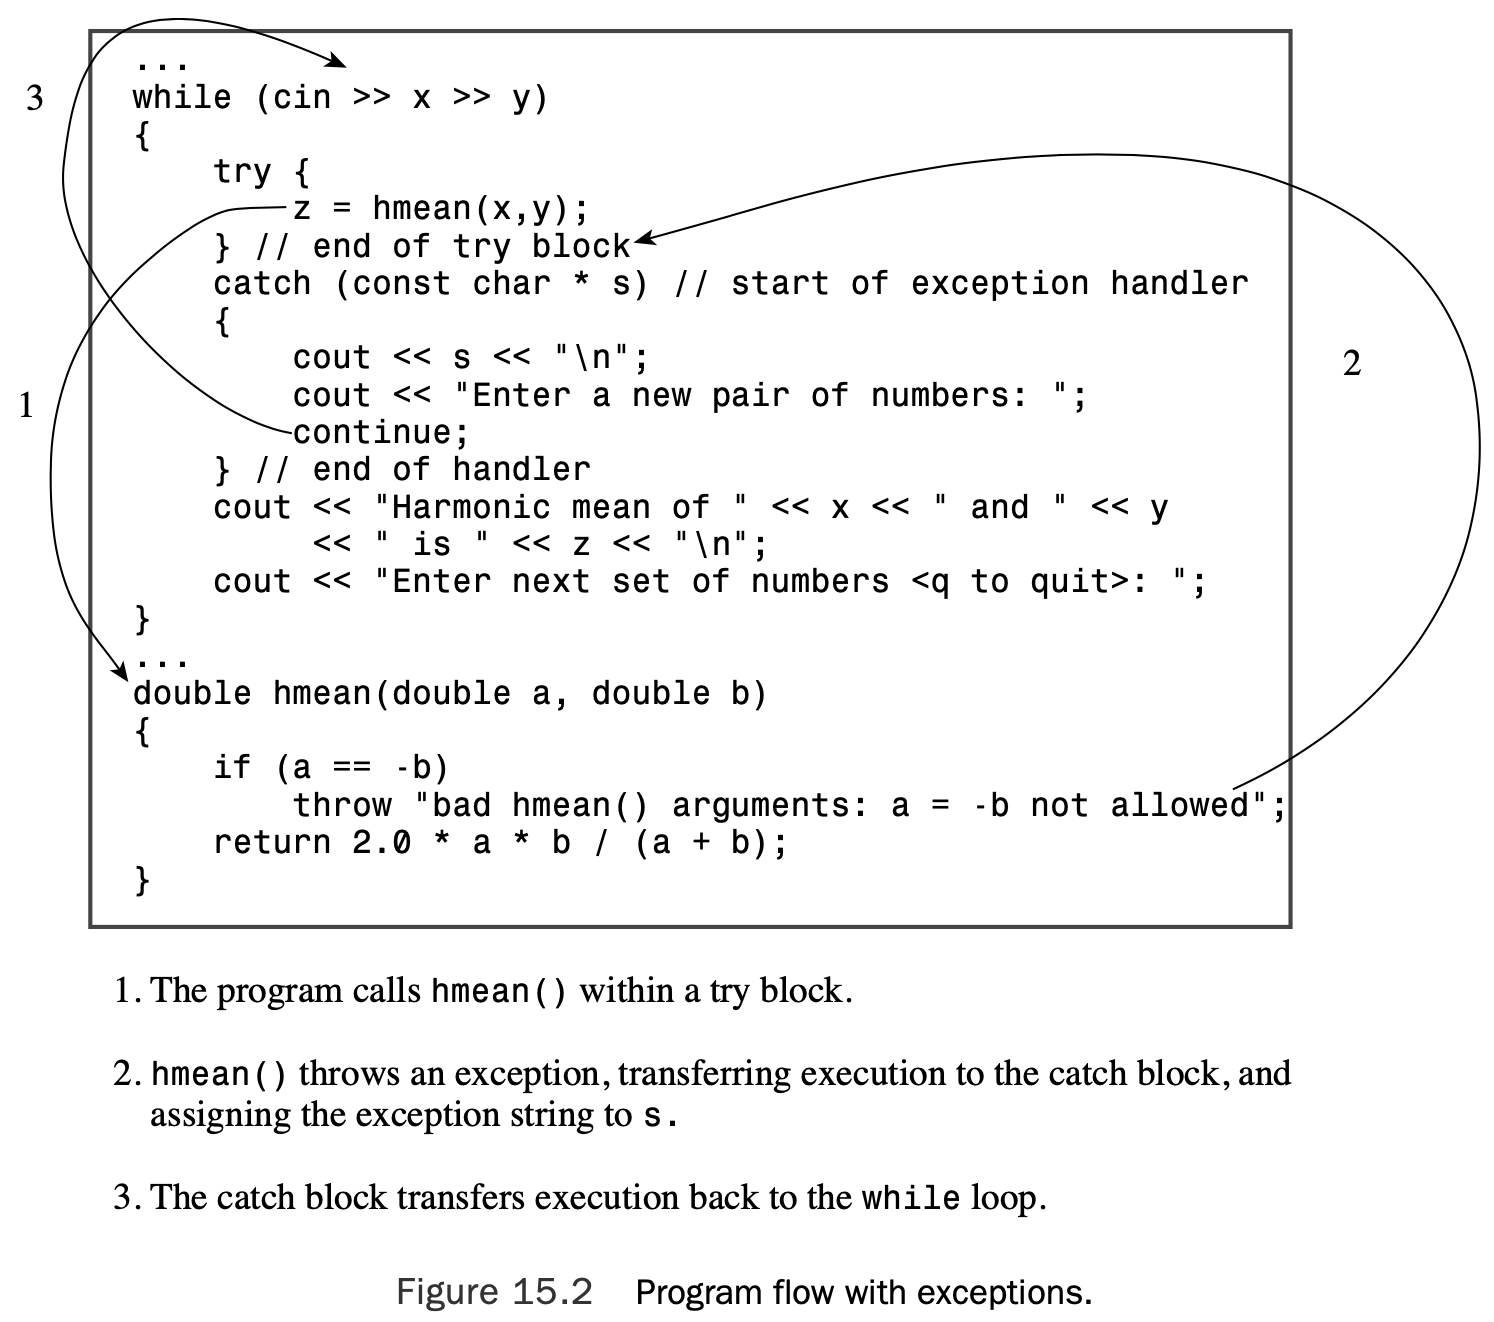 ...
3
while (cin >> x >> y)
{
    try {
        z = hmean(x,y);
    } // end of try block
    catch (const char * s) // start of exception handler
    {
        cout << s << "\n";
2
        cout << "Enter a new pair of numbers: ";
1
        continue;
    } // end of handler
    cout << "Harmonic mean of " << x << " and " << y
         << " is " << z << "\n";
    cout << "Enter next set of numbers <q to quit>: ";
}
...
double hmean(double a, double b)
{
    if (a == -b)
        throw "bad hmean() arguments: a = -b not allowed";
    return 2.0 * a * b / (a + b);
}
1. The program calls hmean() within a try block.
2. hmean() throws an exception, transferring execution to the catch block, and
assigning the exception string to s.
3. The catch block transfers execution back to the while loop.
Figure 15.2 Program flow with exceptions.